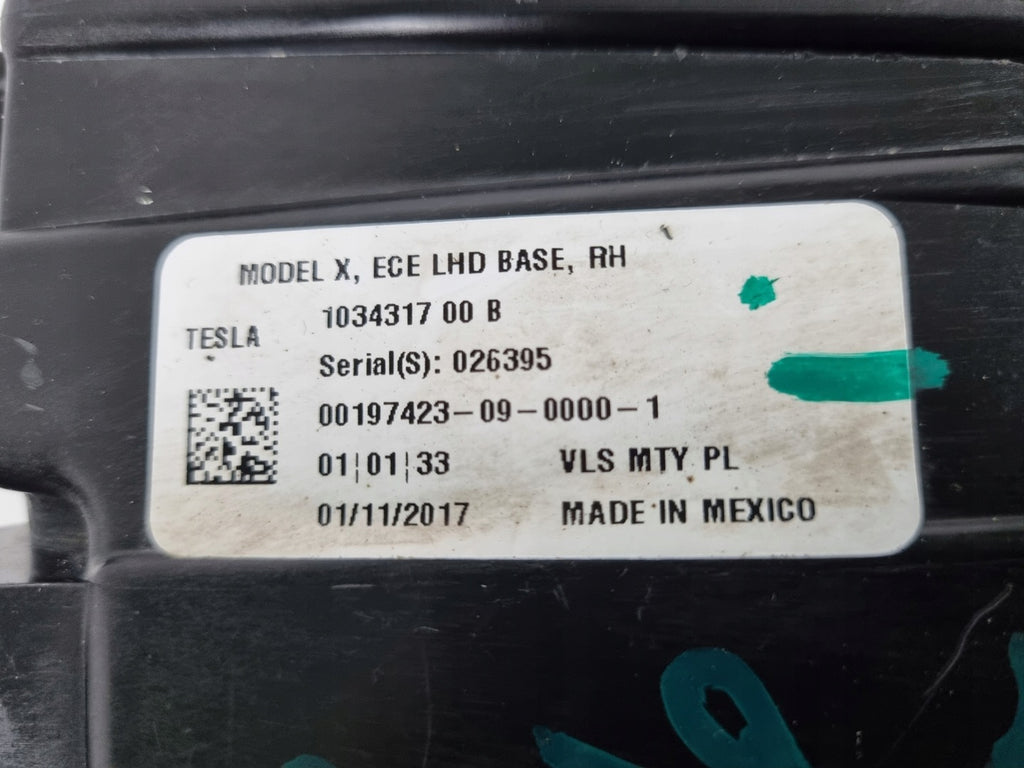 MODEL X, ECE LHD BASE, RH
1034317 00 B
TESLA
Serial(S): 026395
00197423-09-0000-1
01|01|33 VLS MTY PL
01/11/2017 MADE IN MEXICO